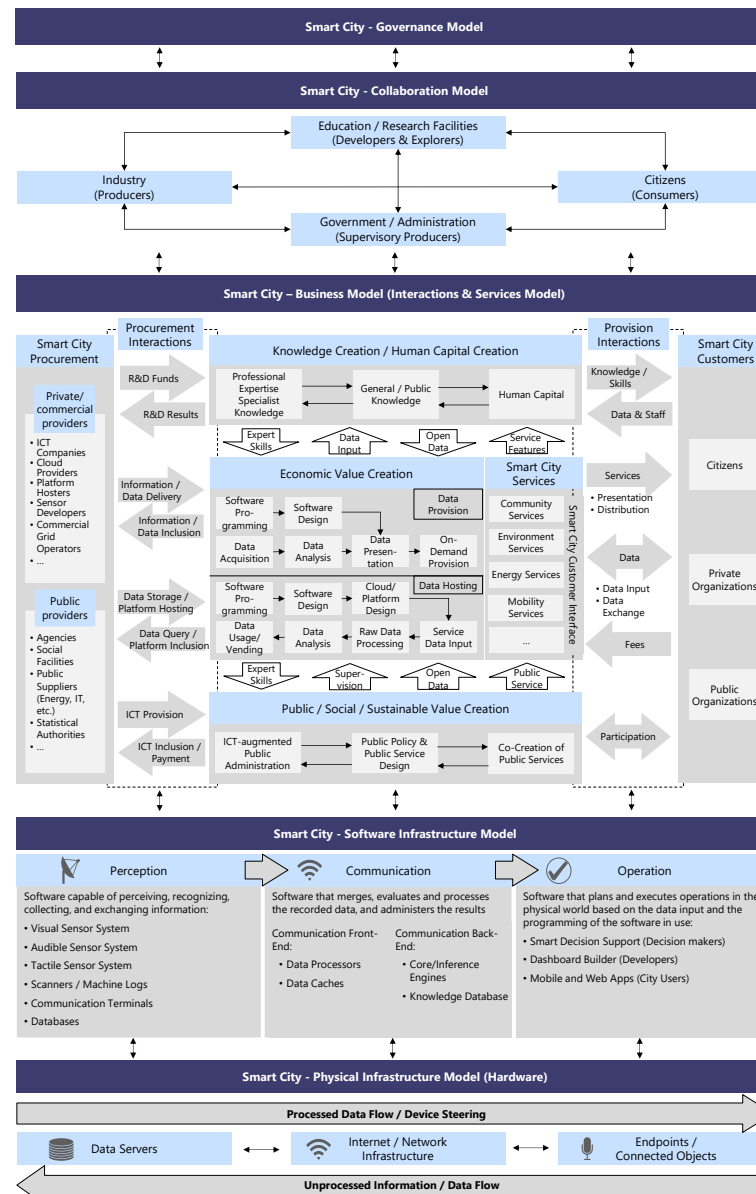 Smart City - Governance Model
Smart City - Collaboration Model
Education / Research Facilities
(Developers & Explorers)
Industry
(Producers)
Citizens
(Consumers)
Government / Administration
(Supervisory Producers)
Smart City – Business Model (Interactions & Services Model)
Smart City
Procurement
Private/
commercial
providers
• ICT
Companies
• Cloud
Providers
• Platform
Hosters
• Sensor
Developers
• Commercial
Grid
Operators
• ...
Public
providers
• Agencies
• Social
Facilities
• Public
Suppliers
(Energy, IT,
etc.)
• Statistical
Authorities
• ...
Procurement
Interactions
R&D Funds
R&D Results
Information /
Data Delivery
Information /
Data Inclusion
Data Storage /
Platform Hosting
Data Query /
Platform Inclusion
ICT Provision
ICT Inclusion /
Payment
Knowledge Creation / Human Capital Creation
Professional
Expertise
Specialist
Knowledge
General / Public
Knowledge
Human Capital
Expert
Skills
Data
Input
Open
Data
Service
Features
Economic Value Creation
Data
Provision
Software
Pro-
gramming
Software
Design
Data
Acquisition
Data
Analysis
Data
Presen-
tation
On-
Demand
Provision
Data Hosting
Software
Pro-
gramming
Software
Design
Cloud/
Platform
Design
Data
Usage/
Vending
Data
Analysis
Raw Data
Processing
Service
Data Input
Smart City
Services
Community
Services
Environment
Services
Energy Services
Mobility
Services
...
Smart City Customer Interface
Expert
Skills
Super-
vision
Open
Data
Public
Service
Public / Social / Sustainable Value Creation
ICT-augmented
Public
Administration
Public Policy &
Public Service
Design
Co-Creation of
Public Services
Provision
Interactions
Knowledge /
Skills
Data & Staff
Services
• Presentation
• Distribution
Data
• Data Input
• Data
Exchange
Fees
Participation
Smart City
Customers
Citizens
Private
Organizations
Public
Organizations
Smart City - Software Infrastructure Model
Perception
Software capable of perceiving, recognizing,
collecting, and exchanging information:
• Visual Sensor System
• Audible Sensor System
• Tactile Sensor System
• Scanners / Machine Logs
• Communication Terminals
• Databases
Communication
Software that merges, evaluates and processes
the recorded data, and administers the results
Communication Front-
End:
• Data Processors
• Data Caches
Communication Back-
End:
• Core/Inference
Engines
• Knowledge Database
Operation
Software that plans and executes operations in the
physical world based on the data input and the
programming of the software in use:
• Smart Decision Support (Decision makers)
• Dashboard Builder (Developers)
• Mobile and Web Apps (City Users)
Smart City - Physical Infrastructure Model (Hardware)
Processed Data Flow / Device Steering
Data Servers
Internet / Network
Infrastructure
Endpoints /
Connected Objects
Unprocessed Information / Data Flow